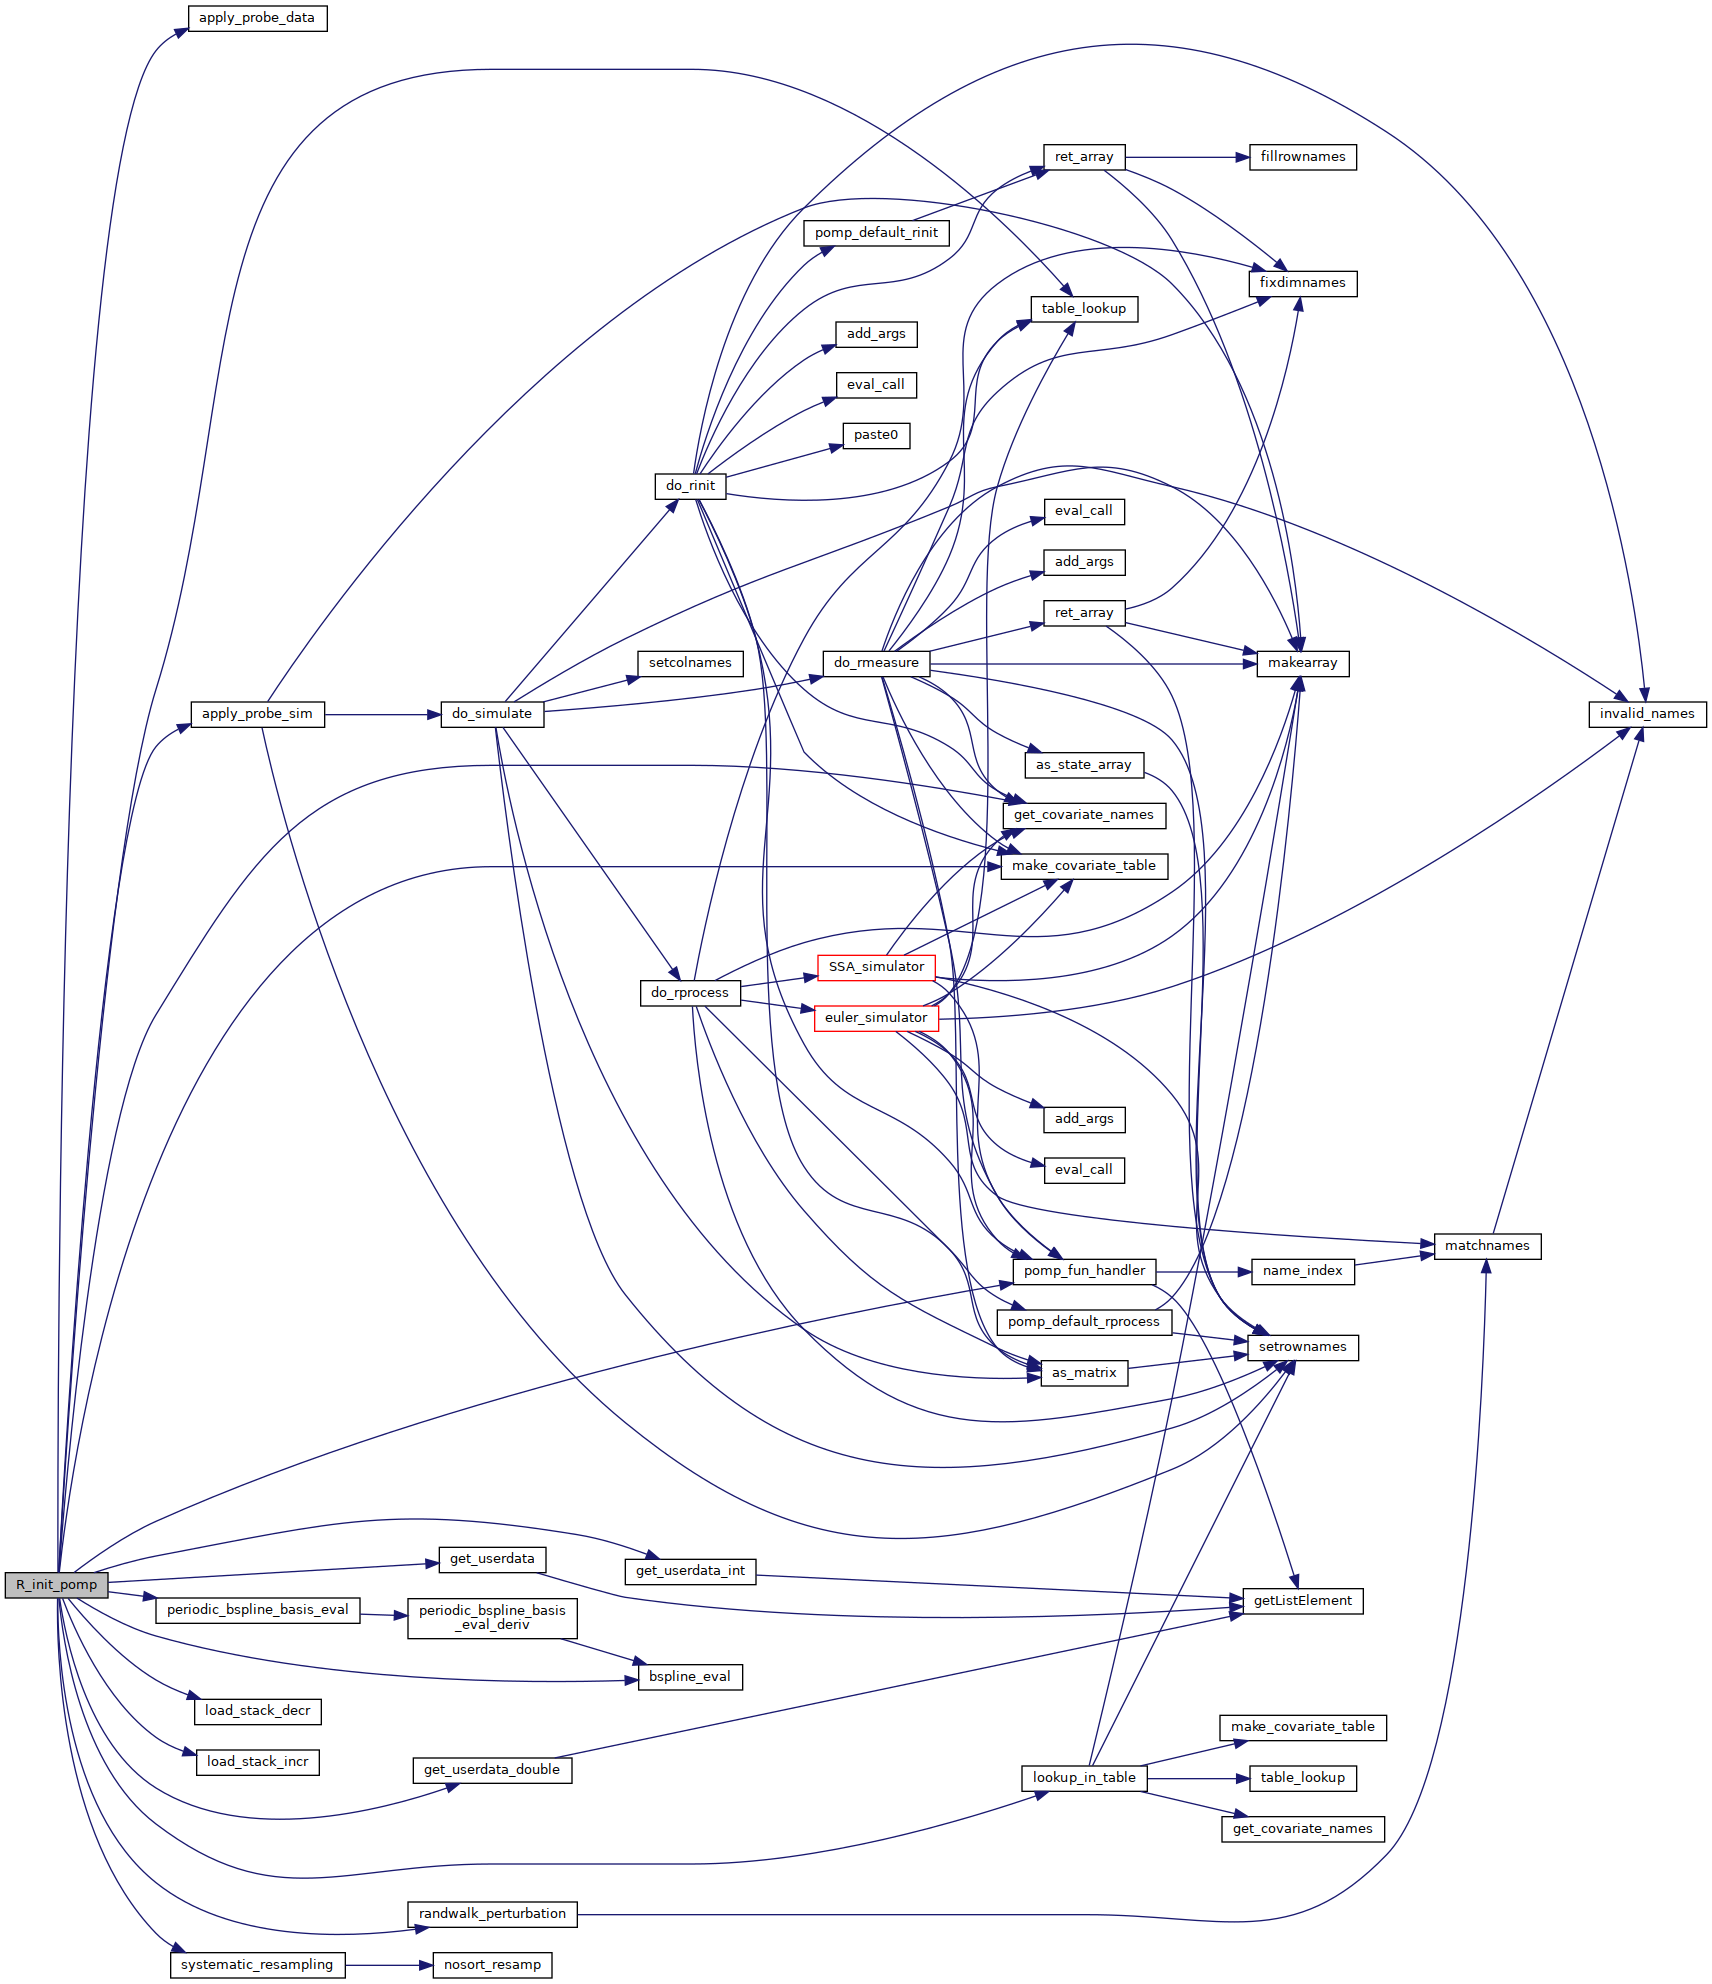 apply_probe_data
ret_array
fillrownames
pomp_default_rinit
fixdimnames
table_lookup
add_args
eval_call
paste0
do_rinit
eval_call
add_args
ret_array
setcolnames
do_rmeasure
makearray
apply_probe_sim
do_simulate
invalid_names
as_state_array
get_covariate_names
make_covariate_table
SSA_simulator
do_rprocess
euler_simulator
add_args
eval_call
matchnames
pomp_fun_handler
name_index
pomp_default_rprocess
setrownames
as_matrix
get_userdata
get_userdata_int
R_init_pomp
getListElement
periodic_bspline_basis_eval
periodic_bspline_basis
_eval_deriv
bspline_eval
load_stack_decr
make_covariate_table
load_stack_incr
get_userdata_double
lookup_in_table
table_lookup
get_covariate_names
randwalk_perturbation
systematic_resampling
nosort_resamp